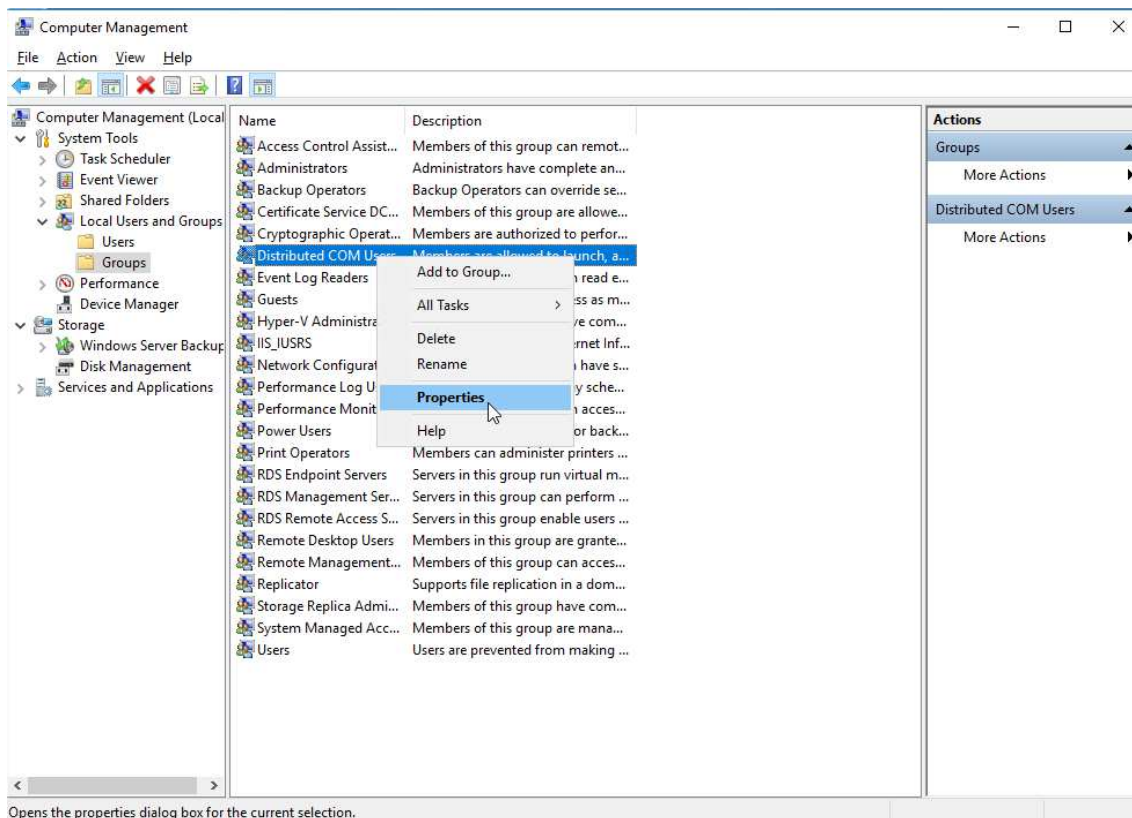 Computer Management
File Action View Help
Computer Management (Local
System Tools
Task Scheduler
Event Viewer
Shared Folders
Local Users and Groups
Users
Groups
Performance
Device Manager
Storage
Windows Server Backup
Disk Management
Services and Applications
Name Description
Access Control Assist... Members of this group can remot...
Administrators Administrators have complete an...
Backup Operators Backup Operators can override se...
Certificate Service DC... Members of this group are allowe...
Cryptographic Operat... Members are authorized to perfor...
Distributed COM Users Members are allowed to launch, a...
Event Log Readers read e...
Guests ess as m...
Hyper-V Administra ve com...
IIS_IUSRS ernet Inf...
Network Configurat have s...
Performance Log U y sche...
Performance Monit acces...
Power Users or back...
Print Operators Members can administer printers ...
RDS Endpoint Servers Servers in this group run virtual m...
RDS Management Ser... Servers in this group can perform ...
RDS Remote Access S... Servers in this group enable users ...
Remote Desktop Users Members in this group are grante...
Remote Management... Members of this group can acces...
Replicator Supports file replication in a dom...
Storage Replica Admi... Members of this group have com...
System Managed Acc... Members of this group are mana...
Users Users are prevented from making ...
Add to Group...
All Tasks
Delete
Rename
Properties
Help
Actions
Groups
More Actions
Distributed COM Users
More Actions
Opens the properties dialog box for the current selection.